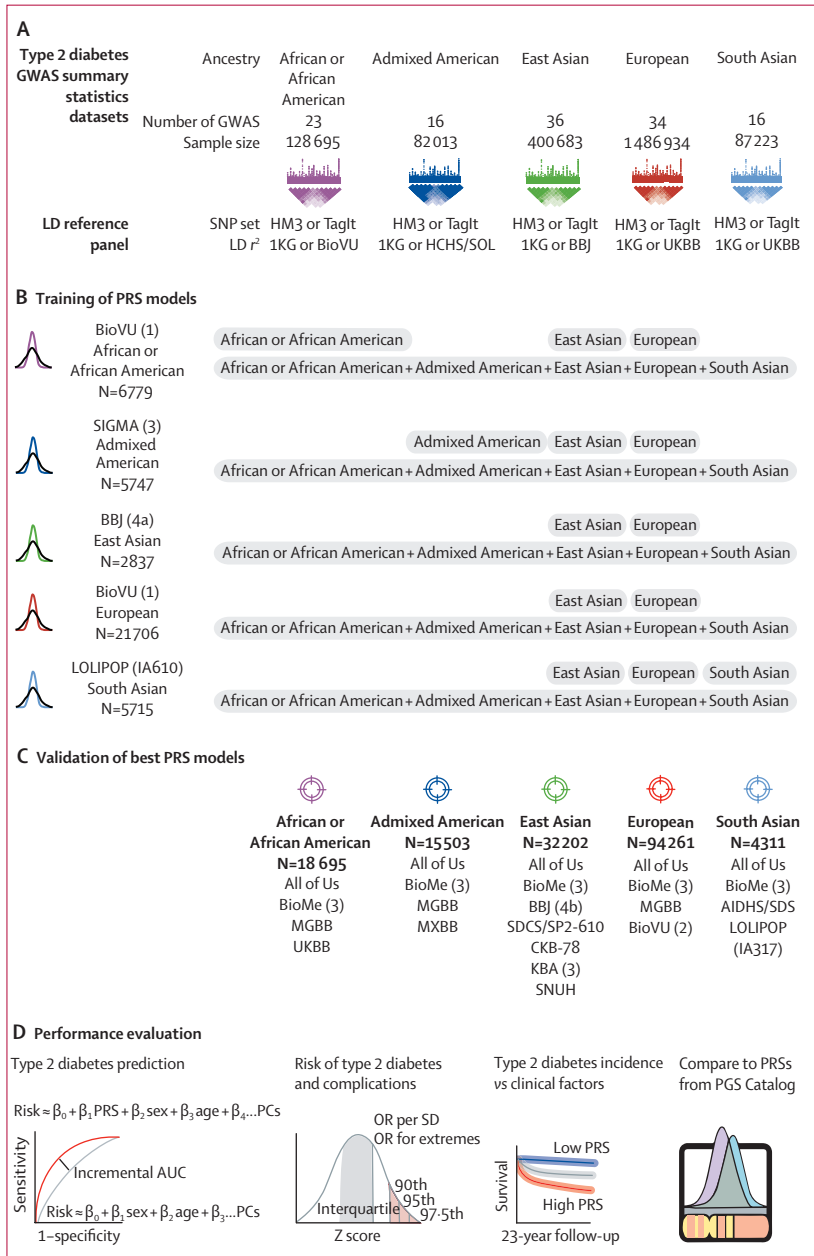 A
Type 2 diabetes
GWAS summary
statistics
datasets
Ancestry
African or
African
American
Admixed American
East Asian
European
South Asian
Number of GWAS 23 16 36 34 16
Sample size 128 695 82 013 400 683 1 486 934 87 223
LD reference
panel
SNP set HM3 or TagIt HM3 or TagIt HM3 or TagIt HM3 or TagIt HM3 or TagIt
LD r² 1KG or BioVU 1KG or HCHS/SOL 1KG or BBJ 1KG or UKBB 1KG or UKBB
B Training of PRS models
BioVU (1)
African or
African American
N=6779
African or African American East Asian European
African or African American + Admixed American + East Asian + European + South Asian
SIGMA (3)
Admixed
American
N=5747
Admixed American East Asian European
African or African American + Admixed American + East Asian + European + South Asian
BBJ (4a)
East Asian
N=2837
East Asian European
African or African American + Admixed American + East Asian + European + South Asian
BioVU (1)
European
N=21706
East Asian European
African or African American + Admixed American + East Asian + European + South Asian
LOLIPOP (IA610)
South Asian
N=5715
East Asian European South Asian
African or African American + Admixed American + East Asian + European + South Asian
C Validation of best PRS models
African or
African American
N=18 695
All of Us
BioMe (3)
MGBB
UKBB
Admixed American
N=15503
All of Us
BioMe (3)
MGBB
MXBB
East Asian
N=32202
All of Us
BioMe (3)
BBJ (4b)
SDCS/SP2-610
CKB-78
KBA (3)
SNUH
European
N=94261
All of Us
BioMe (3)
MGBB
BioVU (2)
South Asian
N=4311
All of Us
BioMe (3)
AIDHS/SDS
LOLIPOP
(IA317)
D Performance evaluation
Type 2 diabetes prediction
Risk ≈ β₀ + β₁PRS + β₂sex + β₃age + β₄...PCs
Sensitivity
Incremental AUC
Risk ≈ β₀ + β₁sex + β₂age + β₃...PCs
1–specificity
Risk of type 2 diabetes
and complications
OR per SD
OR for extremes
90th
95th
97·5th
Interquartile
Z score
Type 2 diabetes incidence
vs clinical factors
Survival
Low PRS
High PRS
23-year follow-up
Compare to PRSs
from PGS Catalog